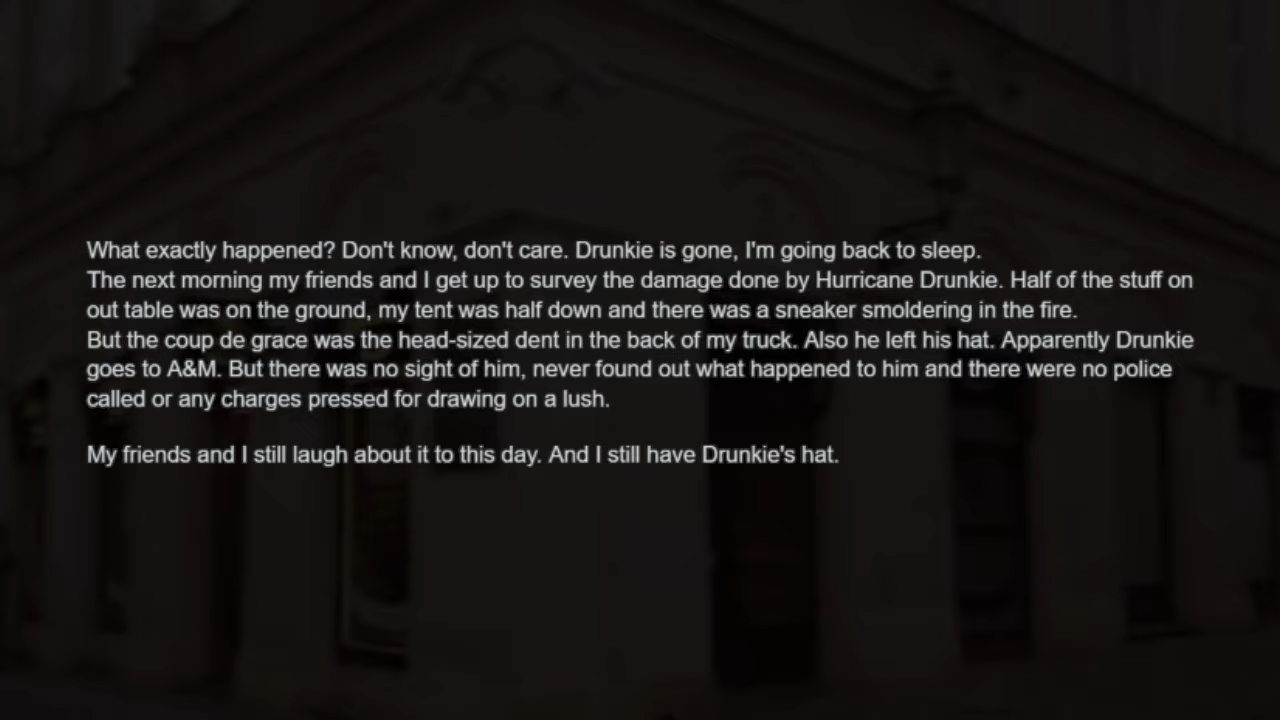 What exactly happened? Don't know, don't care. Drunkie is gone, I'm going back to sleep.
The next morning my friends and I get up to survey the damage done by Hurricane Drunkie. Half of the stuff on
out table was on the ground, my tent was half down and there was a sneaker smoldering in the fire.
But the coup de grace was the head-sized dent in the back of my truck. Also he left his hat. Apparently Drunkie
goes to A&M. But there was no sight of him, never found out what happened to him and there were no police
called or any charges pressed for drawing on a lush.
My friends and I still laugh about it to this day. And I still have Drunkie's hat.